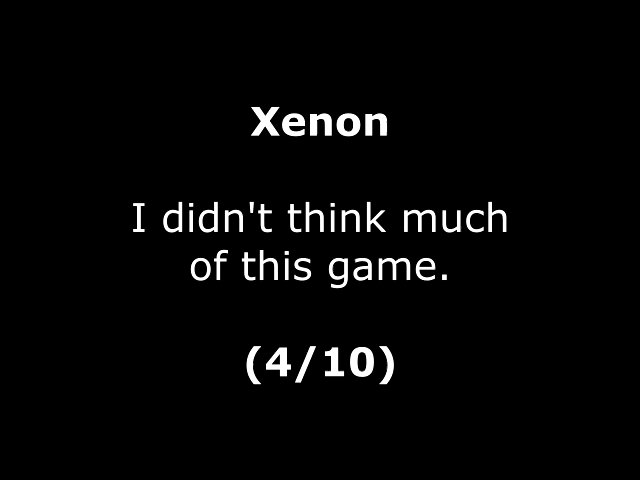 Xenon
I didn't think much
of this game.
(4/10)